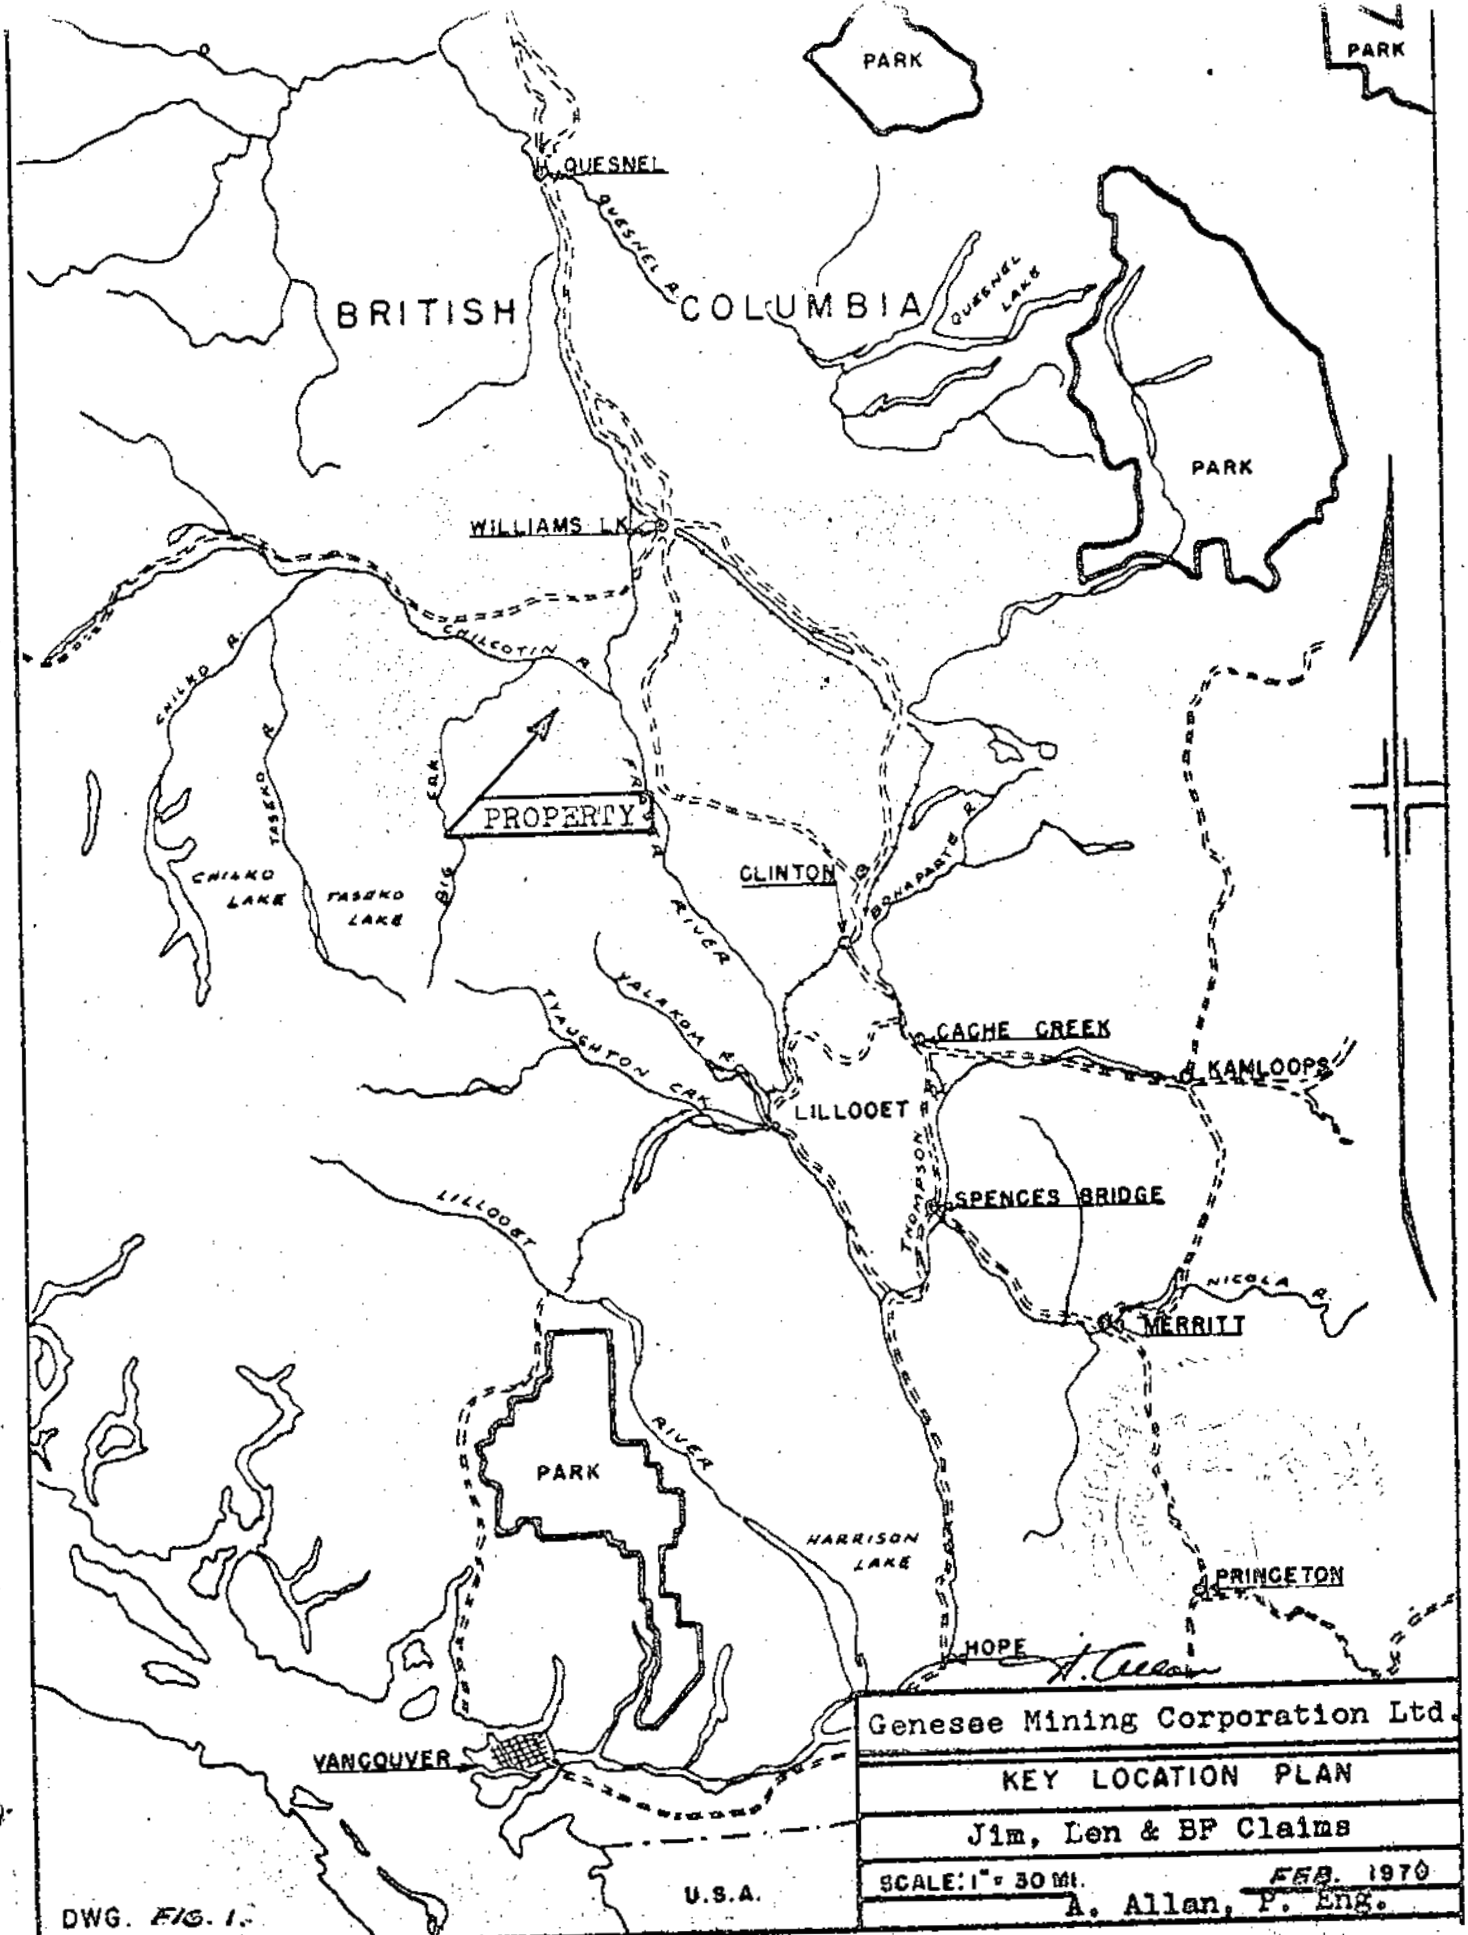 PARK
PARK
QUESNEL
QUESNEL R.
BRITISH COLUMBIA
QUESNEL
LAKE
PARK
WILLIAMS LK.
CHILCOTIN R.
CHILKO R.
TASEKO R.
BIG CRK.
FRASER RIVER
PROPERTY
CHILKO
LAKE
TASEKO
LAKE
CLINTON
BONAPARTE R.
YALAKOM R.
TYAUGHTON CRK.
CACHE CREEK
KAMLOOPS
LILLOOET
THOMPSON
SPENCES BRIDGE
LILLOOET RIVER
NICOLA R.
MERRITT
PARK
HARRISON
LAKE
PRINCETON
HOPE
A. Allan
VANCOUVER
U.S.A.
Genesee Mining Corporation Ltd.
KEY LOCATION PLAN
Jim, Len & BP Claims
SCALE: 1" = 30 MI.
FEB. 1970
A. Allan, P. Eng.
DWG. FIG. 1.